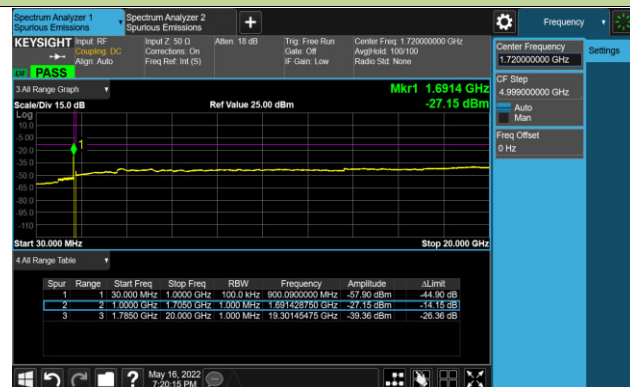 Spectrum Analyzer 1
Spurious Emissions
Spectrum Analyzer 2
Spurious Emissions
Frequency
KEYSIGHT
Input: RF
Coupling: DC
Align: Auto
Input Z: 50 Ω
Corrections: On
Freq Ref: Int (S)
Atten: 18 dB
Trig: Free Run
Gate: Off
IF Gain: Low
Center Freq: 1.720000000 GHz
Avg|Hold: 100/100
Radio Std: None
PASS
Center Frequency
1.720000000 GHz
Settings
CF Step
4.999000000 GHz
Auto
Man
Freq Offset
0 Hz
3 All Range Graph
Mkr1 1.6914 GHz
Scale/Div 15.0 dB
Ref Value 25.00 dBm
-27.15 dBm
Log
10.0
-5.00
-20.0
-35.0
-50.0
-65.0
-80.0
-95.0
-110
1
Start 30.000 MHz
Stop 20.000 GHz
4 All Range Table
Spur Range Start Freq Stop Freq RBW Frequency Amplitude ΔLimit
1 1 30.000 MHz 1.0000 GHz 100.0 kHz 900.0900000 MHz -57.90 dBm -44.90 dB
2 2 1.0000 GHz 1.7050 GHz 1.000 MHz 1.691428750 GHz -27.15 dBm -14.15 dB
3 3 1.7850 GHz 20.000 GHz 1.000 MHz 19.30145475 GHz -39.36 dBm -26.36 dB
May 16, 2022
7:20:15 PM